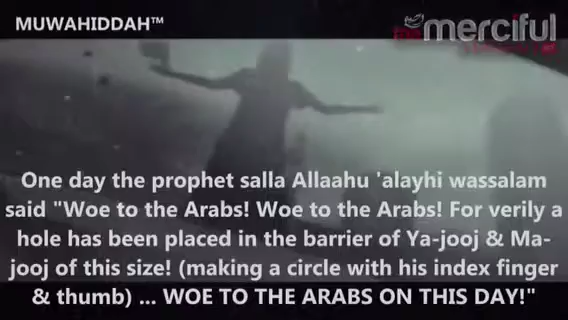 MUWAHIDDAH™
merciful
One day the prophet salla Allaahu 'alayhi wassalam
said "Woe to the Arabs! Woe to the Arabs! For verily a
hole has been placed in the barrier of Ya-jooj & Ma-
jooj of this size! (making a circle with his index finger
& thumb) ... WOE TO THE ARABS ON THIS DAY!"